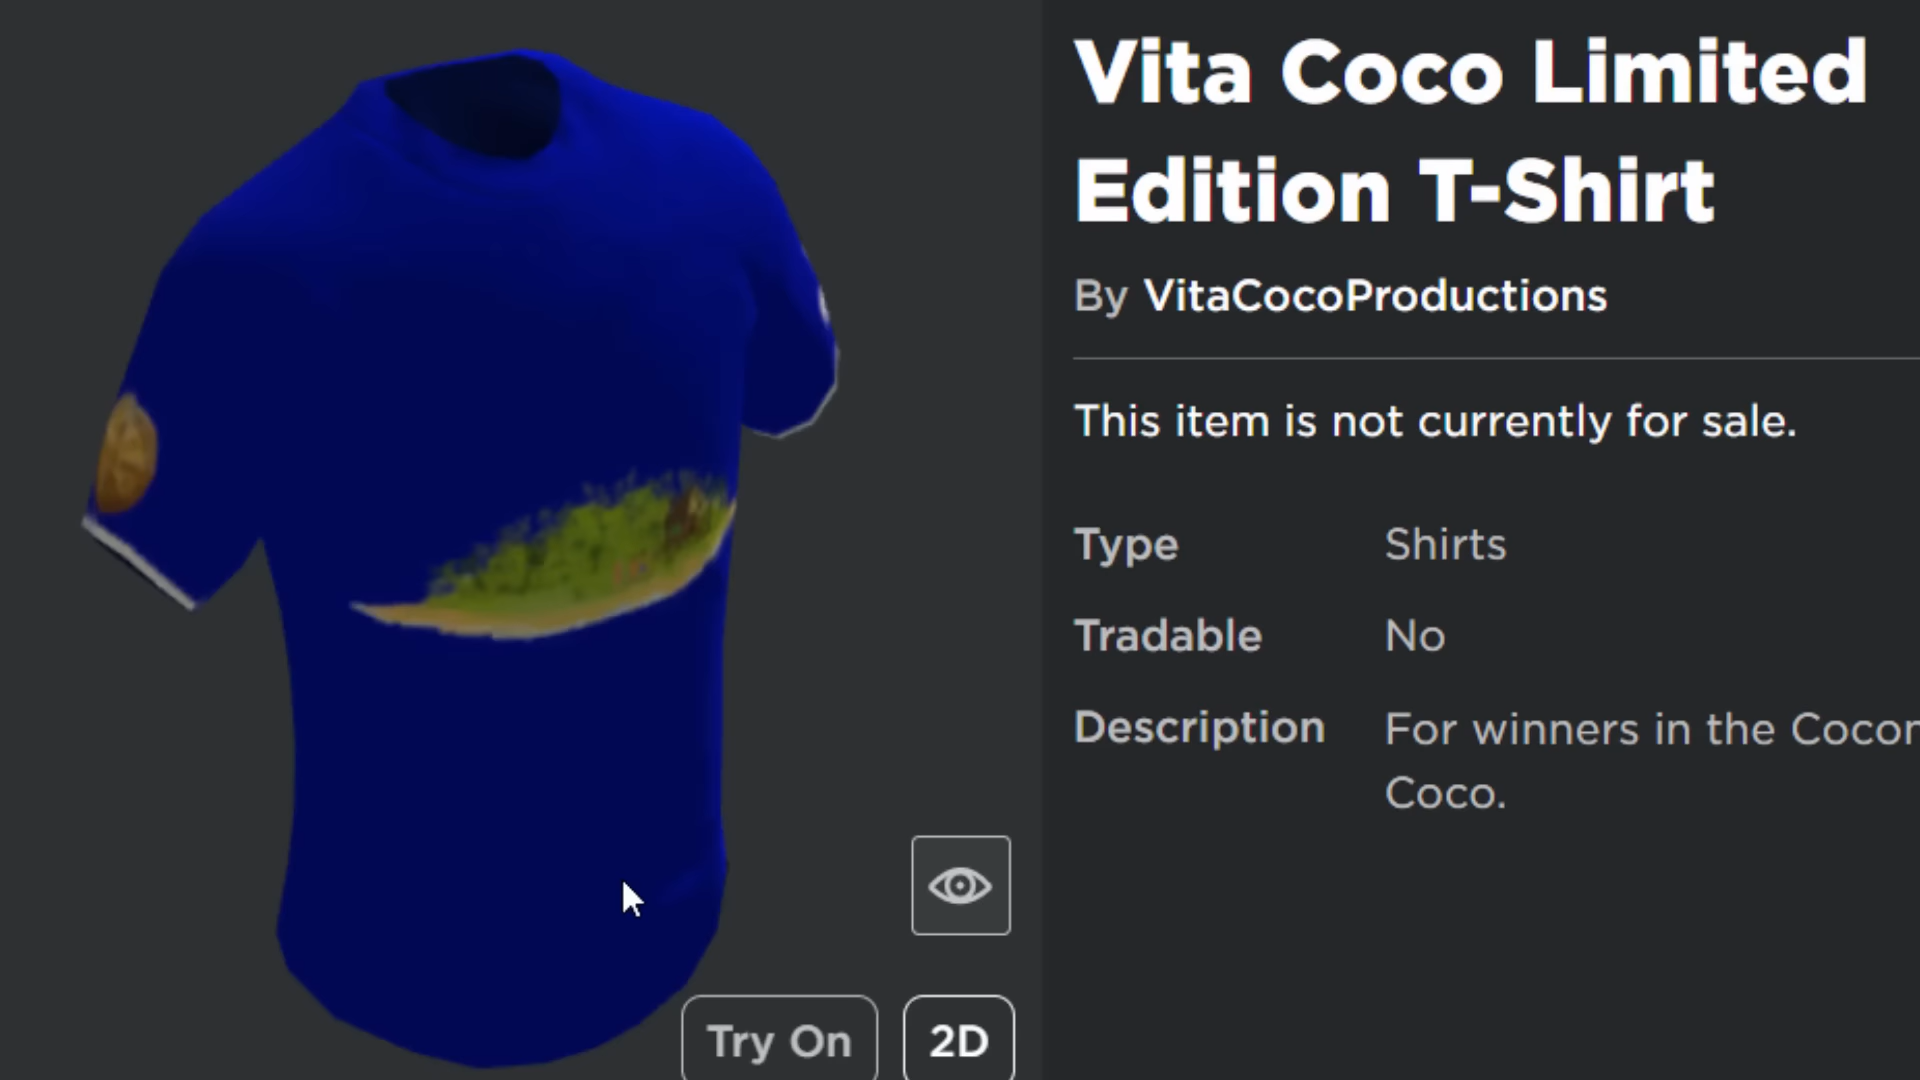 Vita Coco Limited
Edition T-Shirt
By VitaCocoProductions
This item is not currently for sale.
Type Shirts
Tradable No
Description For winners in the
Coco.
Try On 2D